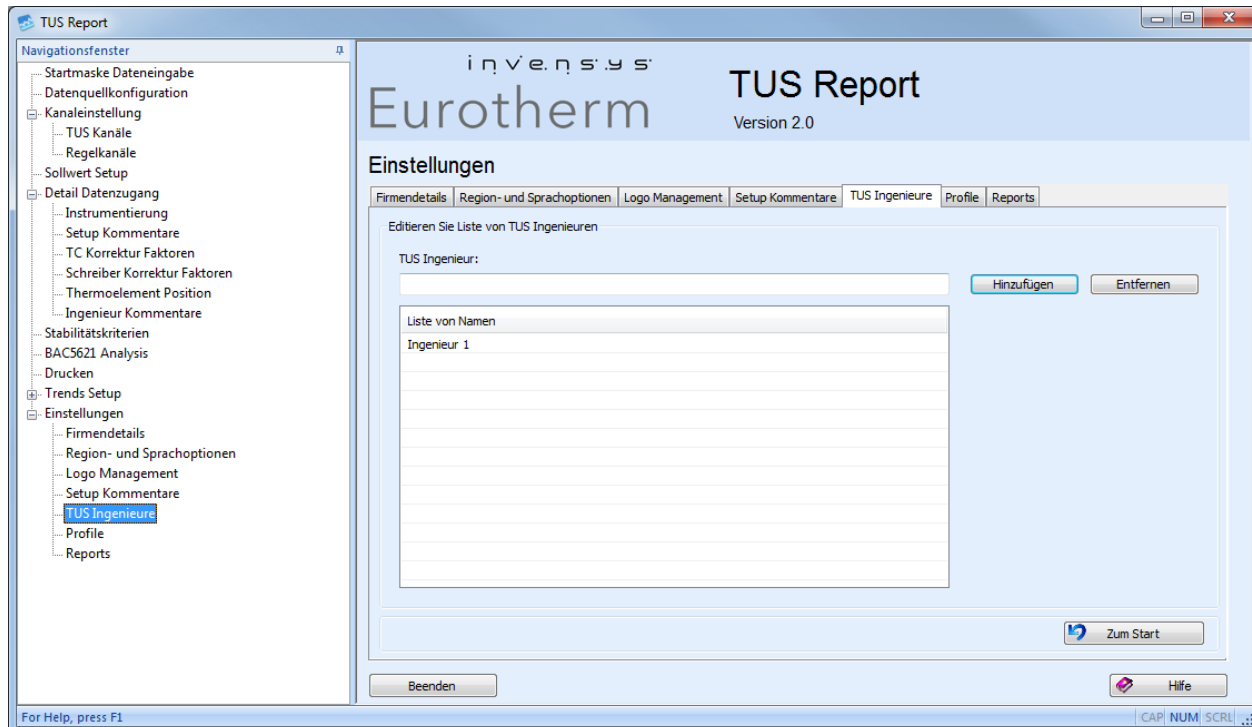 TUS Report
Navigationsfenster
Startmaske Dateneingabe
Datenquellkonfiguration
Kanaleinstellung
TUS Kanäle
Regelkanäle
Sollwert Setup
Detail Datenzugang
Instrumentierung
Setup Kommentare
TC Korrektur Faktoren
Schreiber Korrektur Faktoren
Thermoelement Position
Ingenieur Kommentare
Stabilitätskriterien
BAC5621 Analysis
Drucken
Trends Setup
Einstellungen
Firmendetails
Region- und Sprachoptionen
Logo Management
Setup Kommentare
TUS Ingenieure
Profile
Reports
invensys
Eurotherm
TUS Report
Version 2.0
Einstellungen
Firmendetails Region- und Sprachoptionen Logo Management Setup Kommentare TUS Ingenieure Profile Reports
Editieren Sie Liste von TUS Ingenieuren
TUS Ingenieur:
Hinzufügen Entfernen
Liste von Namen
Ingenieur 1
Zum Start
Beenden Hilfe
For Help, press F1 CAP NUM SCRL